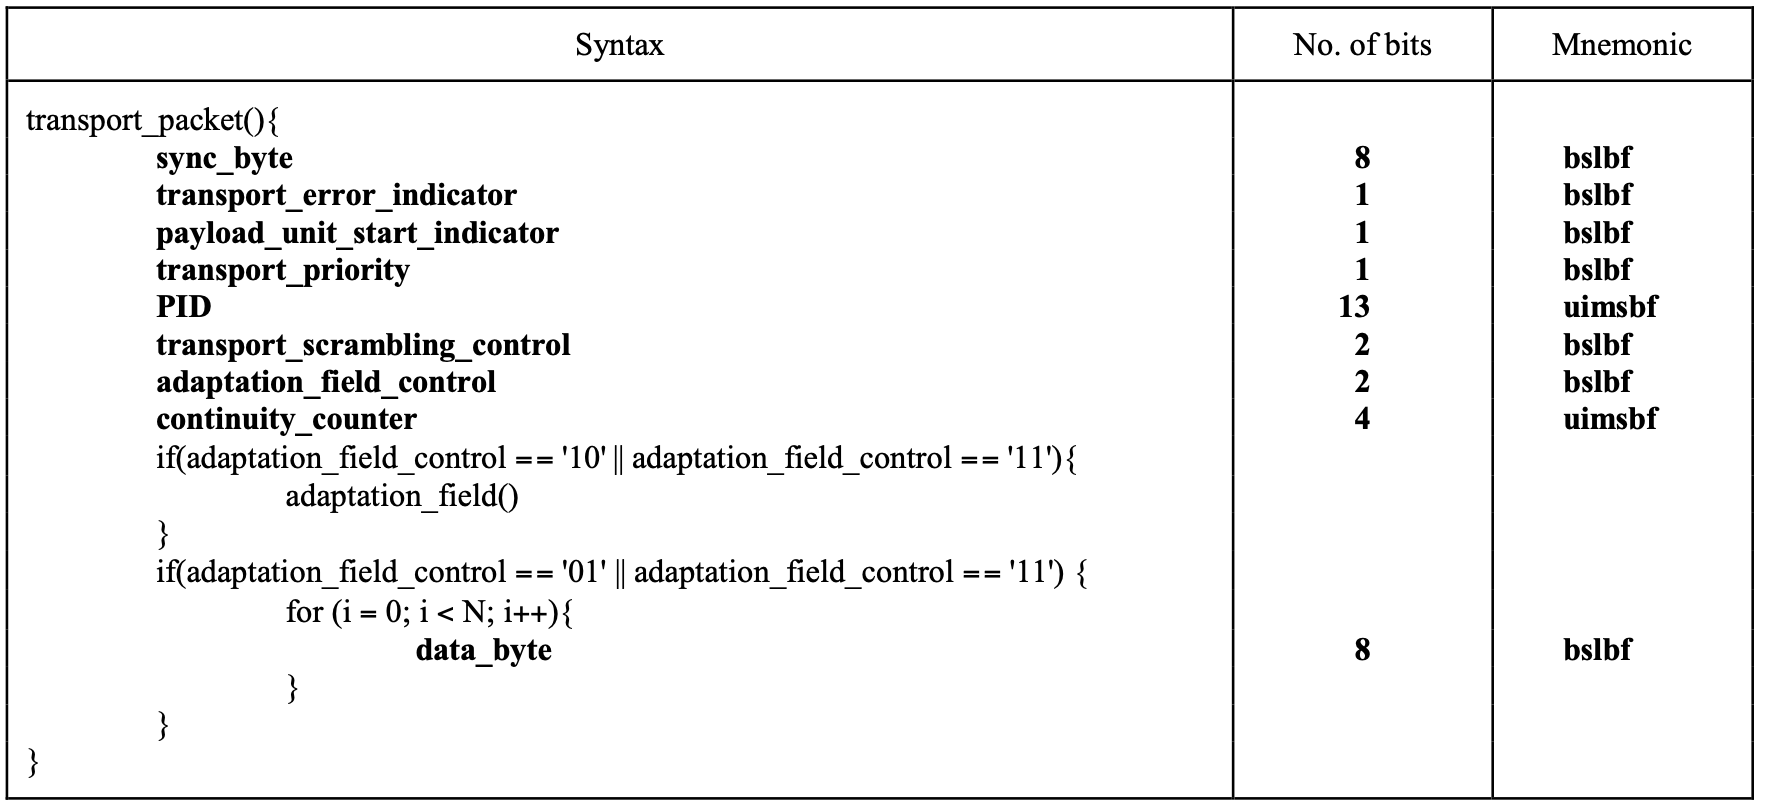 Syntax No. of bits Mnemonic
transport_packet(){
sync_byte 8 bslbf
transport_error_indicator 1 bslbf
payload_unit_start_indicator 1 bslbf
transport_priority 1 bslbf
PID 13 uimsbf
transport_scrambling_control 2 bslbf
adaptation_field_control 2 bslbf
continuity_counter 4 uimsbf
if(adaptation_field_control == '10' || adaptation_field_control == '11'){
adaptation_field()
}
if(adaptation_field_control == '01' || adaptation_field_control == '11') {
for (i = 0; i < N; i++){
data_byte 8 bslbf
}
}
}